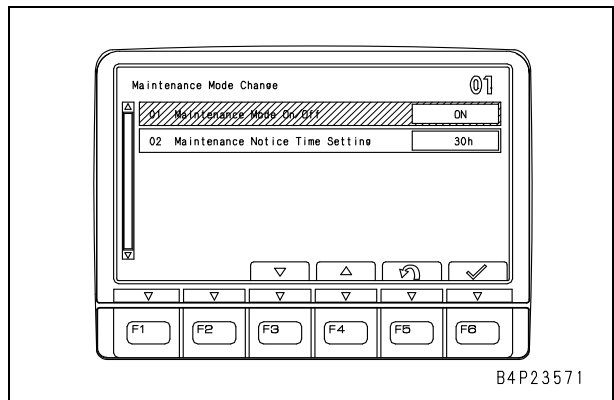 Maintenance Mode Change 01
01 Maintenance Mode On/Off ON
02 Maintenance Notice Time Setting 30h
F1 F2 F3 F4 F5 F6
B4P23571